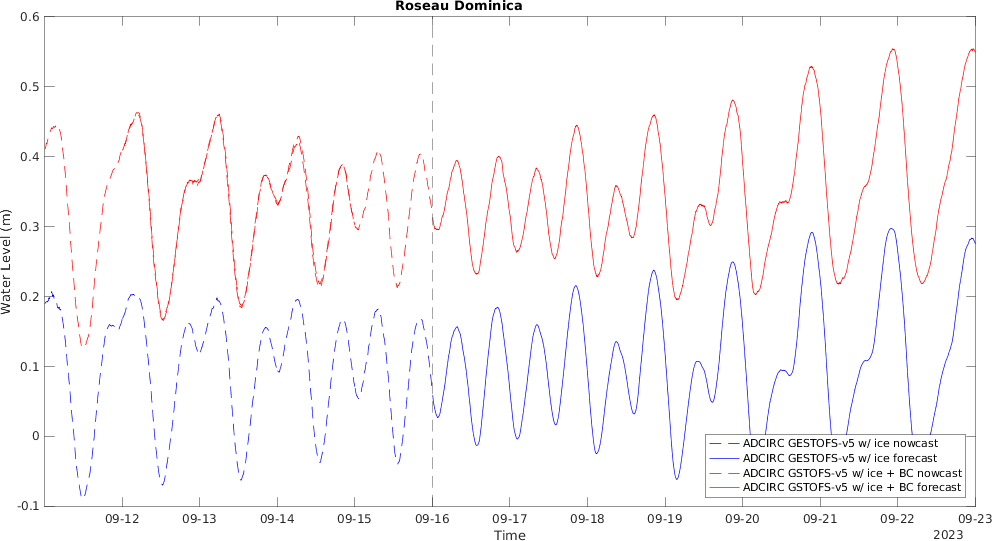 Roseau Dominica
0.6
0.5
0.4
0.3
0.2
0.1
0
-0.1
Water Level (m)
ADCIRC GESTOFS-v5 w/ ice nowcast
ADCIRC GESTOFS-v5 w/ ice forecast
ADCIRC GSTOFS-v5 w/ ice + BC nowcast
ADCIRC GSTOFS-v5 w/ ice + BC forecast
09-12 09-13 09-14 09-15 09-16 09-17 09-18 09-19 09-20 09-21 09-22 09-23
Time
2023